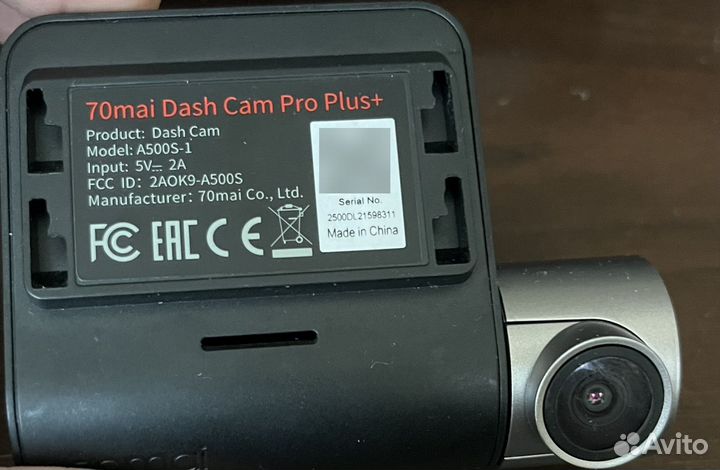 70mai Dash Cam Pro Plus+
Product: Dash Cam
Model: A500S-1
Input: 5V⎓ 2A
FCC ID: 2AOK9-A500S
Manufacturer: 70mai Co., Ltd.
FC EAC CE
Serial No.
2500DL21598311
Made in China
Avito